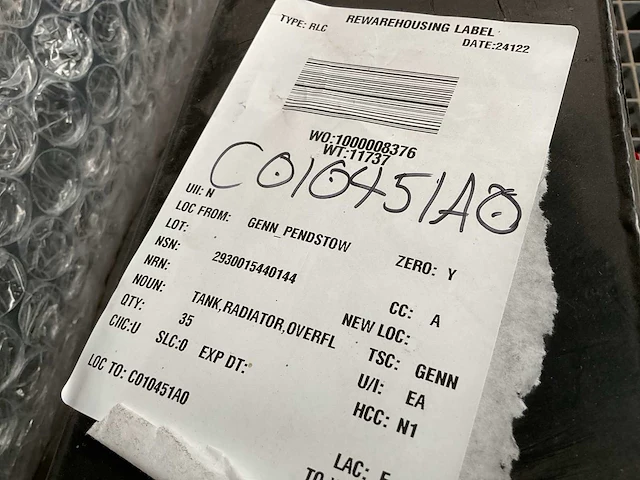 REWAREHOUSING LABEL
TYPE: RLC
DATE:24122
WO:1000008376
WT:11737
C010451A0
UII: N
LOC FROM: GENN_PENDSTOW ZERO: Y
LOT:
NSN: 2930015440144 CC: A
NRN: NEW LOC:
NOUN: TANK,RADIATOR,OVERFL TSC: GENN
QTY: 35 U/I: EA
CIIC:U SLC:0 EXP DT: HCC: N1
LOC TO: C010451A0
LAC: